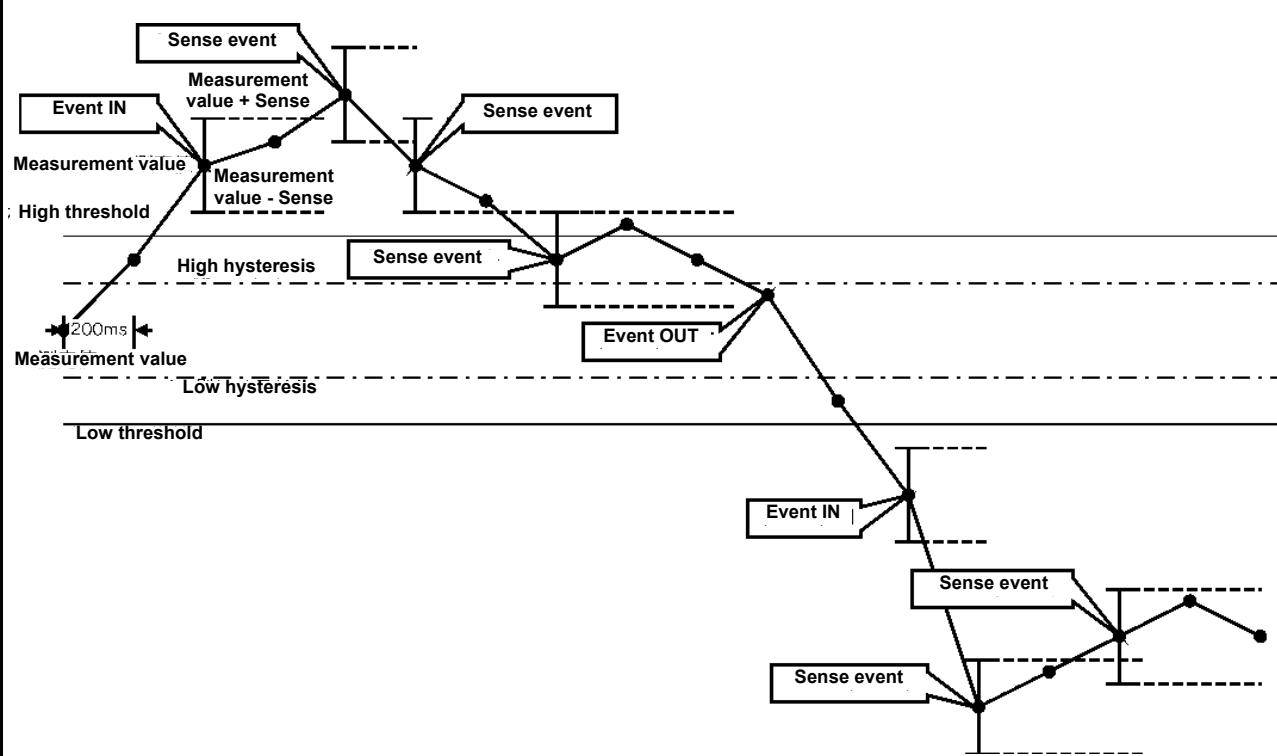 Sense event
Measurement
value + Sense
Event IN
Sense event
Measurement value
Measurement
value - Sense
High threshold
Sense event
High hysteresis
200ms
Event OUT
Measurement value
Low hysteresis
Low threshold
Event IN
Sense event
Sense event